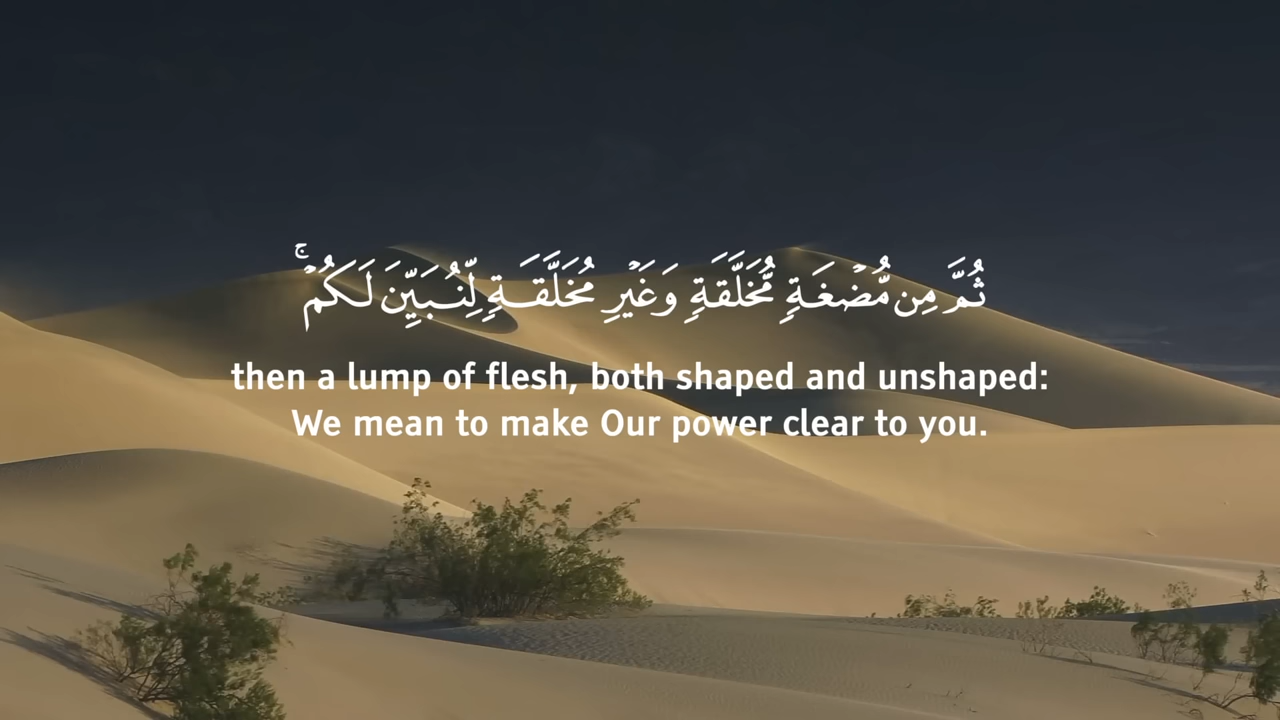 ثُمَّ مِن مُّضْغَةٍ مُّخَلَّقَةٍ وَغَيْرِ مُخَلَّقَةٍ لِّنُبَيِّنَ لَكُمْ ۚ
then a lump of flesh, both shaped and unshaped:
We mean to make Our power clear to you.